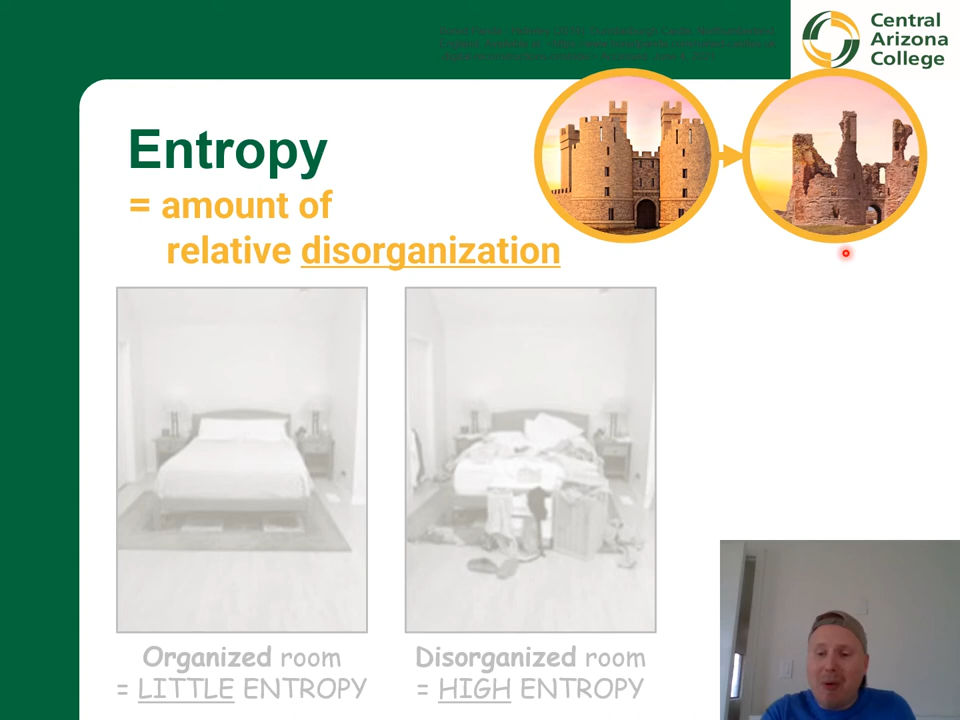 Central
Arizona
College
Entropy
= amount of
relative disorganization
Organized room
= LITTLE ENTROPY
Disorganized room
= HIGH ENTROPY